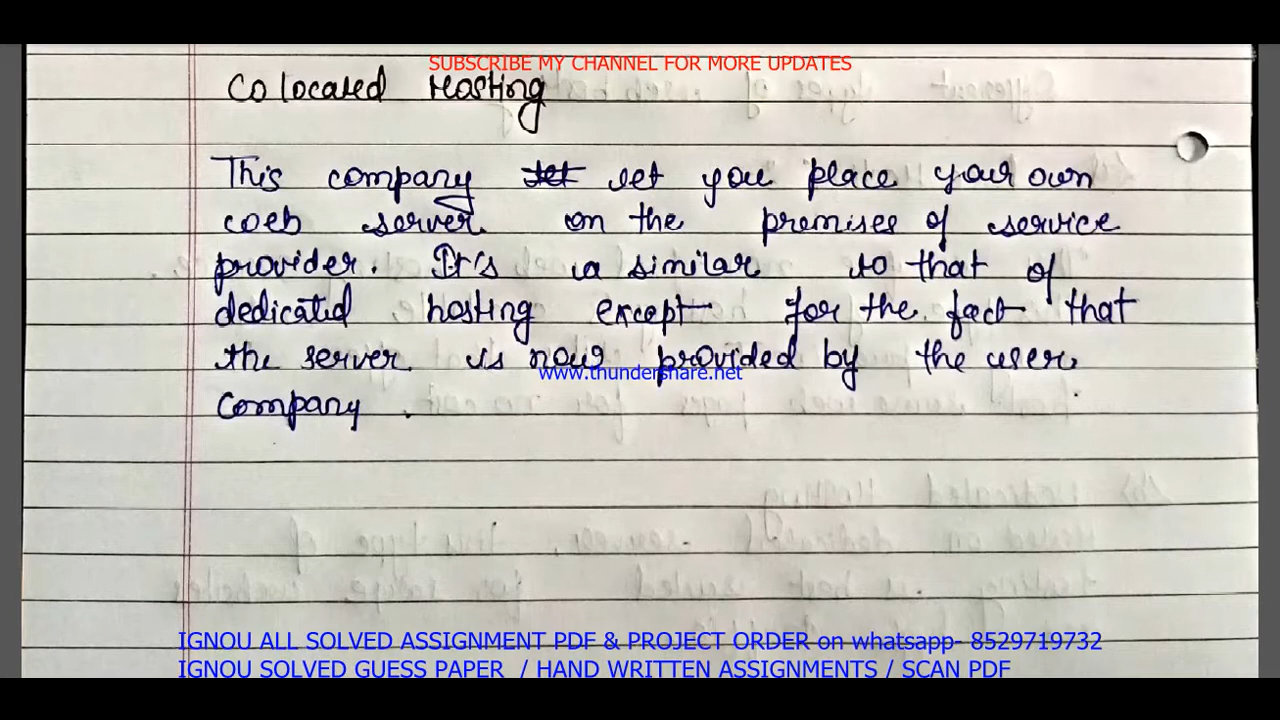 SUBSCRIBE MY CHANNEL FOR MORE UPDATES
Colocated Hosting
This company let you place your own
web server on the premises of service
provider. It's a similar to that of
dedicated hosting except for the fact that
the server is now provided by the user
www.thundershare.net
company.
IGNOU ALL SOLVED ASSIGNMENT PDF & PROJECT ORDER on whatsapp- 8529719732
IGNOU SOLVED GUESS PAPER / HAND WRITTEN ASSIGNMENTS / SCAN PDF